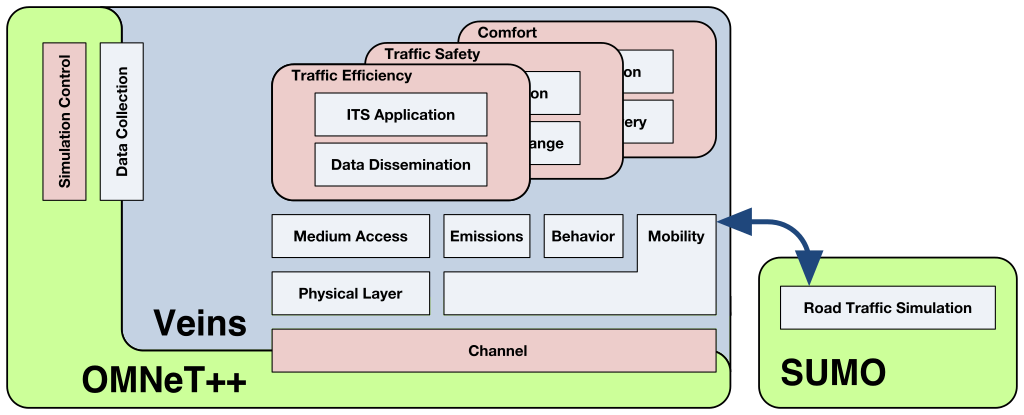 Comfort
Traffic Safety
Traffic Efficiency
Simulation Control
Data Collection
ITS Application
on
on
Data Dissemination
ange
ery
Medium Access
Emissions
Behavior
Mobility
Physical Layer
Road Traffic Simulation
Veins
Channel
OMNeT++
SUMO